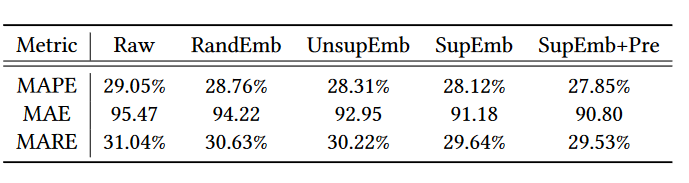 Metric Raw RandEmb UnsupEmb SupEmb SupEmb+Pre
MAPE 29.05% 28.76% 28.31% 28.12% 27.85%
MAE 95.47 94.22 92.95 91.18 90.80
MARE 31.04% 30.63% 30.22% 29.64% 29.53%